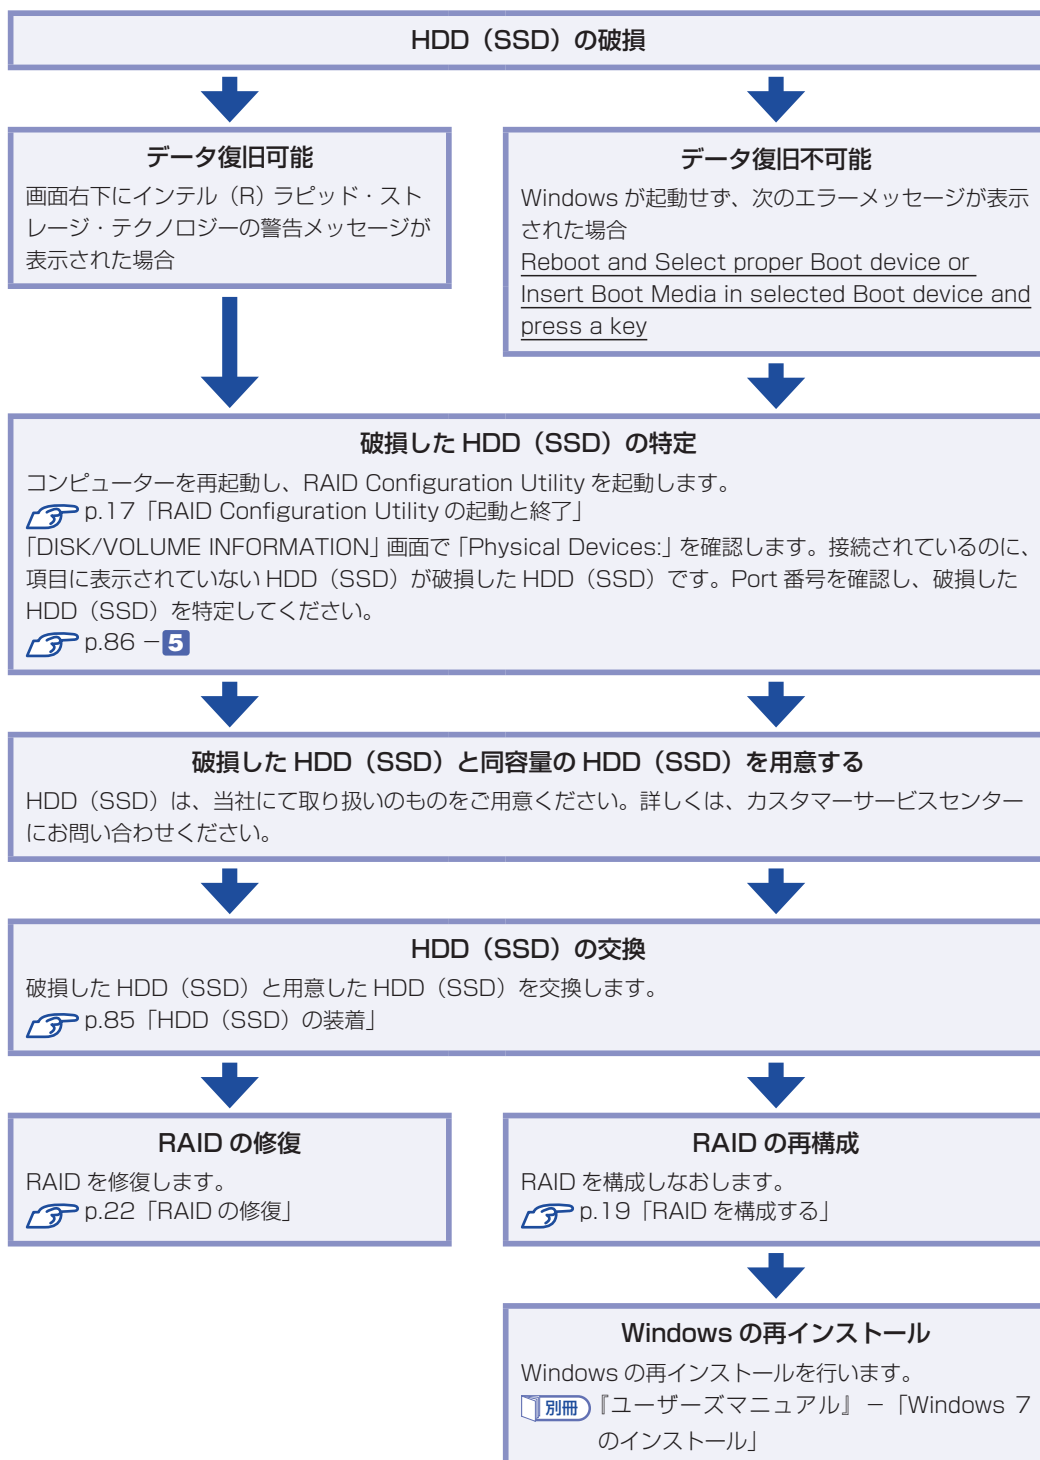 HDD（SSD）の破損
データ復旧可能
画面右下にインテル（R）ラピッド・スト
レージ・テクノロジーの警告メッセージが
表示された場合
データ復旧不可能
Windows が起動せず、次のエラーメッセージが表示
された場合
Reboot and Select proper Boot device or
Insert Boot Media in selected Boot device and
press a key
破損した HDD（SSD）の特定
コンピューターを再起動し、RAID Configuration Utility を起動します。
p.17「RAID Configuration Utility の起動と終了」
「DISK/VOLUME INFORMATION」画面で「Physical Devices:」を確認します。接続されているのに、
項目に表示されていない HDD（SSD）が破損した HDD（SSD）です。Port 番号を確認し、破損した
HDD（SSD）を特定してください。
p.86 － 5
破損した HDD（SSD）と同容量の HDD（SSD）を用意する
HDD（SSD）は、当社にて取り扱いのものをご用意ください。詳しくは、カスタマーサービスセンター
にお問い合わせください。
HDD（SSD）の交換
破損した HDD（SSD）と用意した HDD（SSD）を交換します。
p.85「HDD（SSD）の装着」
RAID の修復
RAID を修復します。
p.22「RAID の修復」
RAID の再構成
RAID を構成しなおします。
p.19「RAID を構成する」
Windows の再インストール
Windows の再インストールを行います。
別冊 『ユーザーズマニュアル』 － 「Windows 7
のインストール」